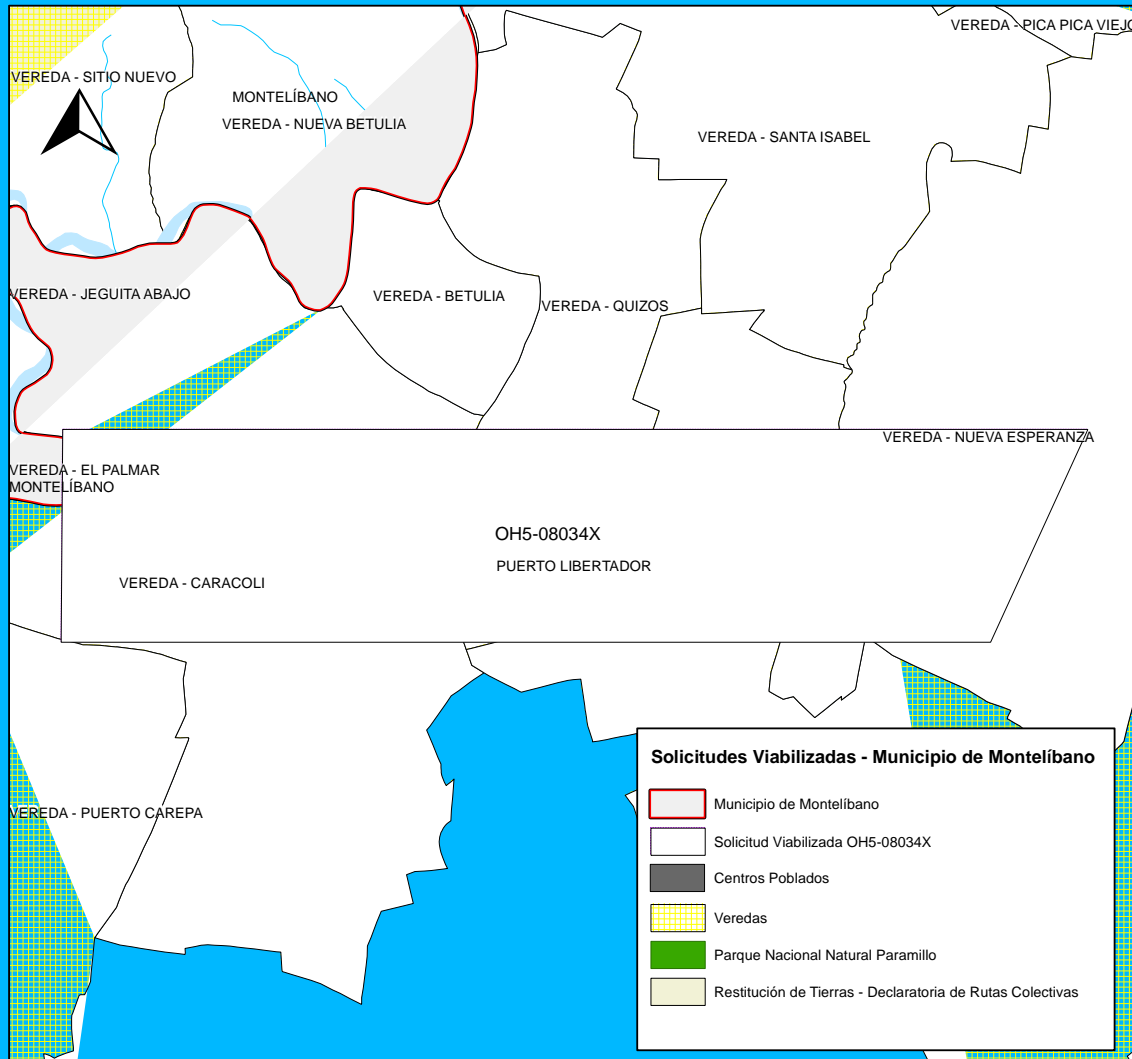 VEREDA - PICA PICA VIEJO
VEREDA - SITIO NUEVO
MONTELÍBANO
VEREDA - NUEVA BETULIA
VEREDA - SANTA ISABEL
VEREDA - JEGUITA ABAJO
VEREDA - BETULIA
VEREDA - QUIZOS
VEREDA - NUEVA ESPERANZA
VEREDA - EL PALMAR
MONTELÍBANO
OH5-08034X
PUERTO LIBERTADOR
VEREDA - CARACOLI
VEREDA - PUERTO CAREPA
Solicitudes Viabilizadas - Municipio de Montelíbano
Municipio de Montelíbano
Solicitud Viabilizada OH5-08034X
Centros Poblados
Veredas
Parque Nacional Natural Paramillo
Restitución de Tierras - Declaratoria de Rutas Colectivas